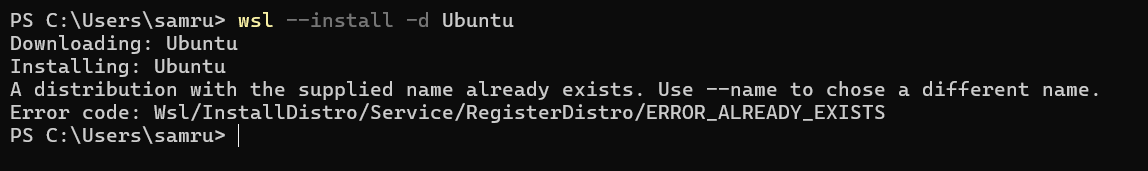 PS C:\Users\samru> wsl --install -d Ubuntu
Downloading: Ubuntu
Installing: Ubuntu
A distribution with the supplied name already exists. Use --name to chose a different name.
Error code: Wsl/InstallDistro/Service/RegisterDistro/ERROR_ALREADY_EXISTS
PS C:\Users\samru>